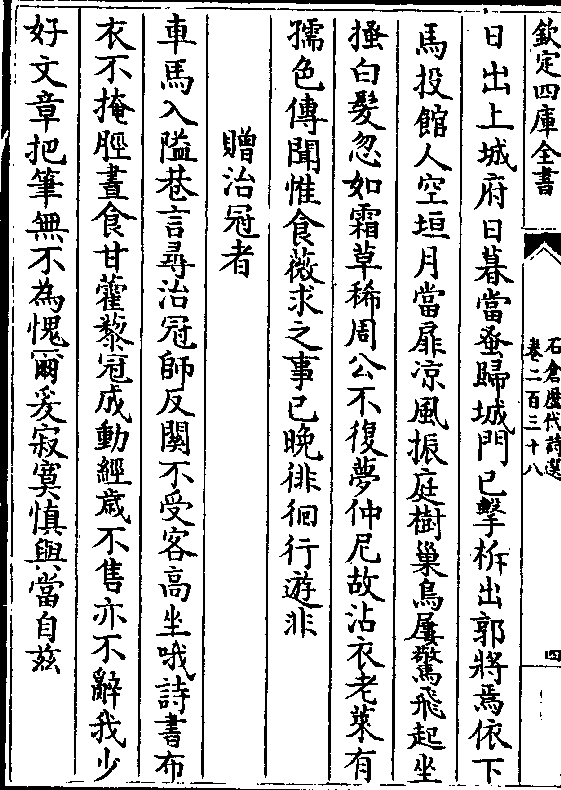 欽定四庫全書
石倉歷代詩選
卷二百三十八
四
日出上城府日暮當蚤歸城門已擊柝出郭將焉依下
馬投館人空垣月當扉凉風振庭樹巢鳥屢驚飛起坐
搔白髮忽如霜草稀周公不復夢仲尼故沾衣老萊有
孺色傳聞惟食薇求之事已晚徘徊行遊非
贈治冠者
車馬入隘巷言尋治冠師反關不受客高坐哦詩書布
衣不掩脛晝食甘藿藜冠成動經歳不售亦不辭我少
好文章把筆無不為愧爾爰寂寞慎與當自兹